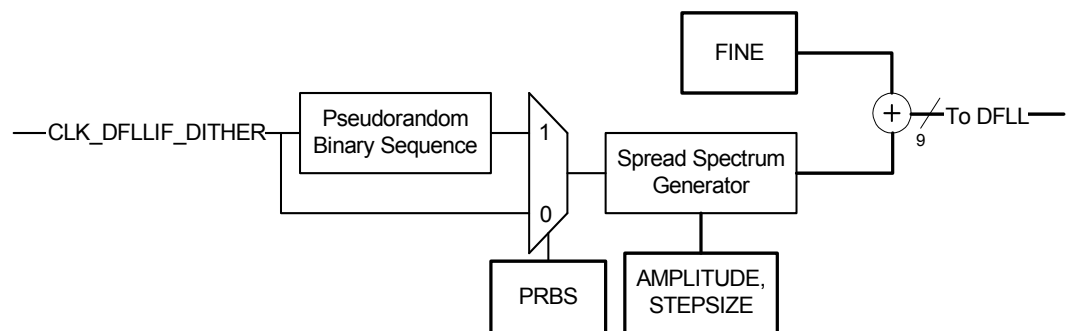 FINE
CLK_DFLLIF_DITHER
Pseudorandom
Binary Sequence
1
0
Spread Spectrum
Generator
+
9
To DFLL
PRBS
AMPLITUDE,
STEPSIZE